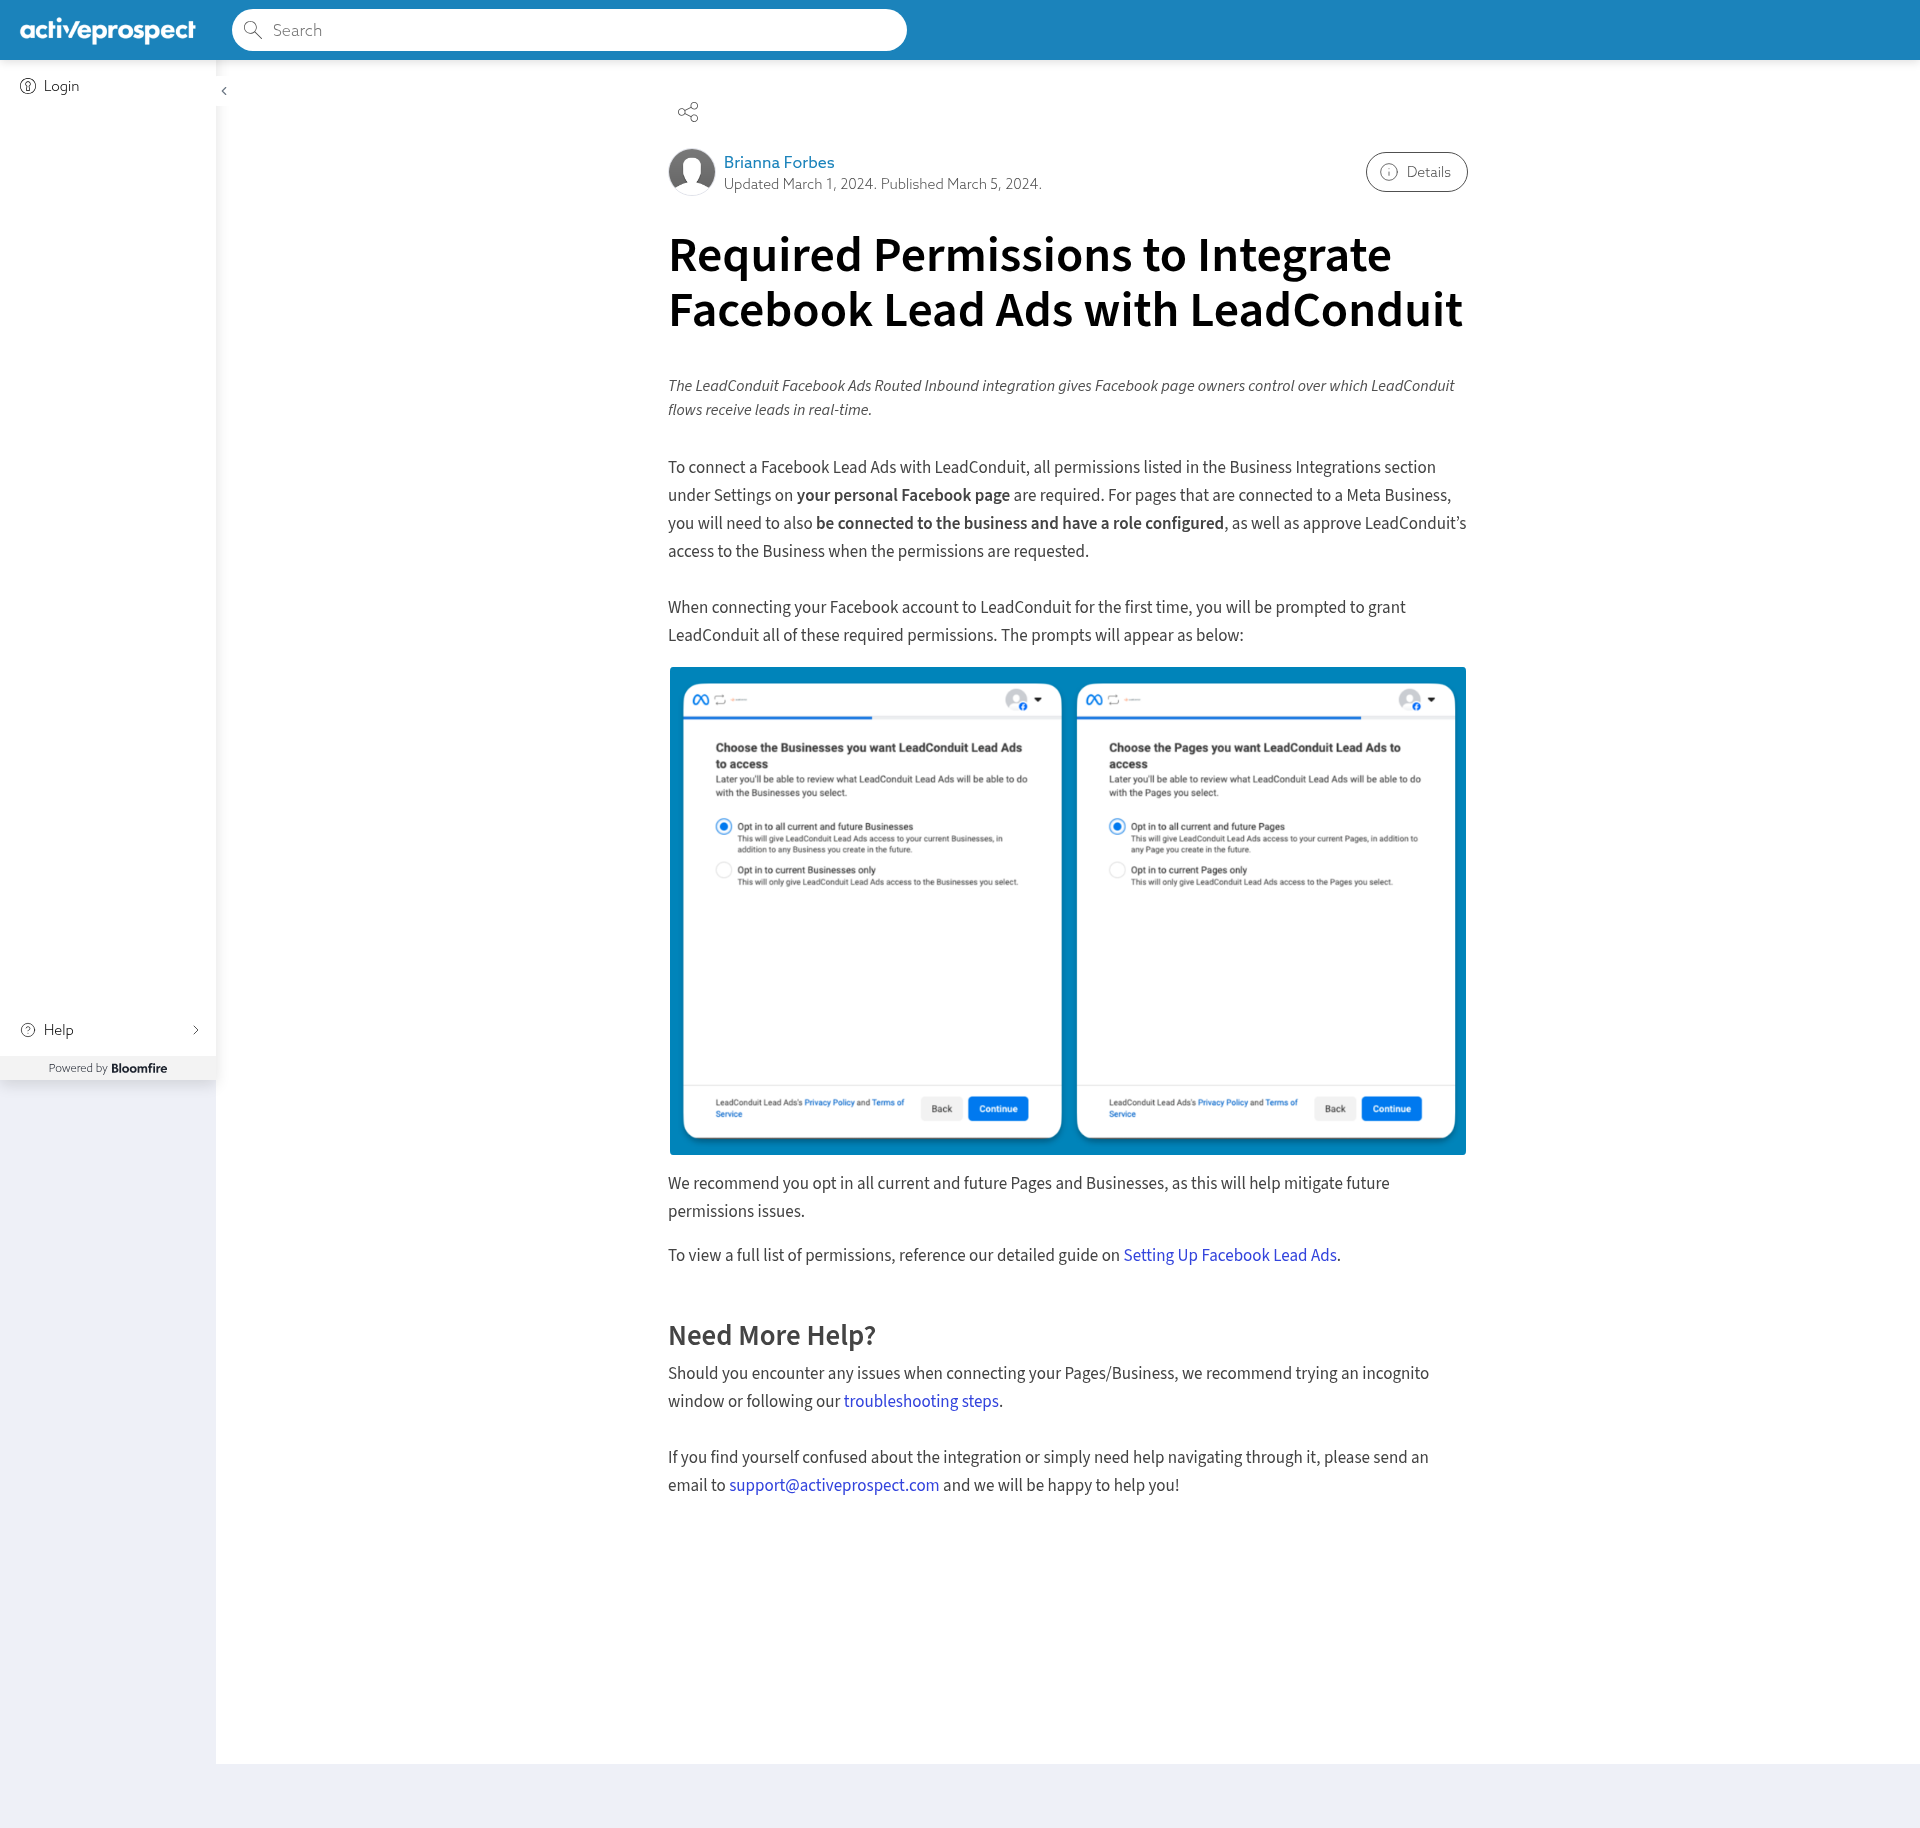 activeprospect
Search
Login
Brianna Forbes
Updated March 1, 2024. Published March 5, 2024.
Details
Required Permissions to Integrate
Facebook Lead Ads with LeadConduit
The LeadConduit Facebook Ads Routed Inbound integration gives Facebook page owners control over which LeadConduit
flows receive leads in real-time.
To connect a Facebook Lead Ads with LeadConduit, all permissions listed in the Business Integrations section
under Settings on your personal Facebook page are required. For pages that are connected to a Meta Business,
you will need to also be connected to the business and have a role configured, as well as approve LeadConduit’s
access to the Business when the permissions are requested.
When connecting your Facebook account to LeadConduit for the first time, you will be prompted to grant
LeadConduit all of these required permissions. The prompts will appear as below:
Choose the Businesses you want LeadConduit Lead Ads
to access
Later you'll be able to review what LeadConduit Lead Ads will be able to do
with the Businesses you select.
Opt in to all current and future Businesses
This will give LeadConduit Lead Ads access to your current Businesses, in
addition to any Business you create in the future.
Opt in to current Businesses only
This will only give LeadConduit Lead Ads access to the Businesses you select.
LeadConduit Lead Ads's Privacy Policy and Terms of
Service
Back
Continue
Choose the Pages you want LeadConduit Lead Ads to
access
Later you'll be able to review what LeadConduit Lead Ads will be able to do
with the Pages you select.
Opt in to all current and future Pages
This will give LeadConduit Lead Ads access to your current Pages, in addition to
any Page you create in the future.
Opt in to current Pages only
This will only give LeadConduit Lead Ads access to the Pages you select.
LeadConduit Lead Ads's Privacy Policy and Terms of
Service
Back
Continue
Help
Powered by Bloomfire
We recommend you opt in all current and future Pages and Businesses, as this will help mitigate future
permissions issues.
To view a full list of permissions, reference our detailed guide on Setting Up Facebook Lead Ads.
Need More Help?
Should you encounter any issues when connecting your Pages/Business, we recommend trying an incognito
window or following our troubleshooting steps.
If you find yourself confused about the integration or simply need help navigating through it, please send an
email to support@activeprospect.com and we will be happy to help you!